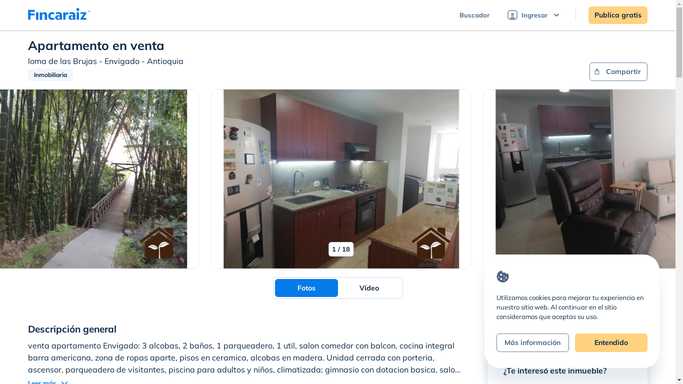 Fincaraiz
Buscador
Ingresar
Publica gratis
Apartamento en venta
loma de las Brujas - Envigado - Antioquia
Inmobiliaria
Compartir
1 / 18
Fotos
Video
Utilizamos cookies para mejorar tu experiencia en
nuestro sitio web. Al continuar en el sitio
consideramos que aceptas su uso.
Más información
Entendido
Descripción general
venta apartamento Envigado: 3 alcobas, 2 baños, 1 parqueadero, 1 util, salon comedor con balcon, cocina integral
barra americana, zona de ropas aparte, pisos en ceramica, alcobas en madera. Unidad cerrada con porteria,
ascensor, parqueadero de visitantes, piscina para adultos y niños, climatizada; gimnasio con dotacion basica, salo...
Leer más
¿Te interesó este inmueble?